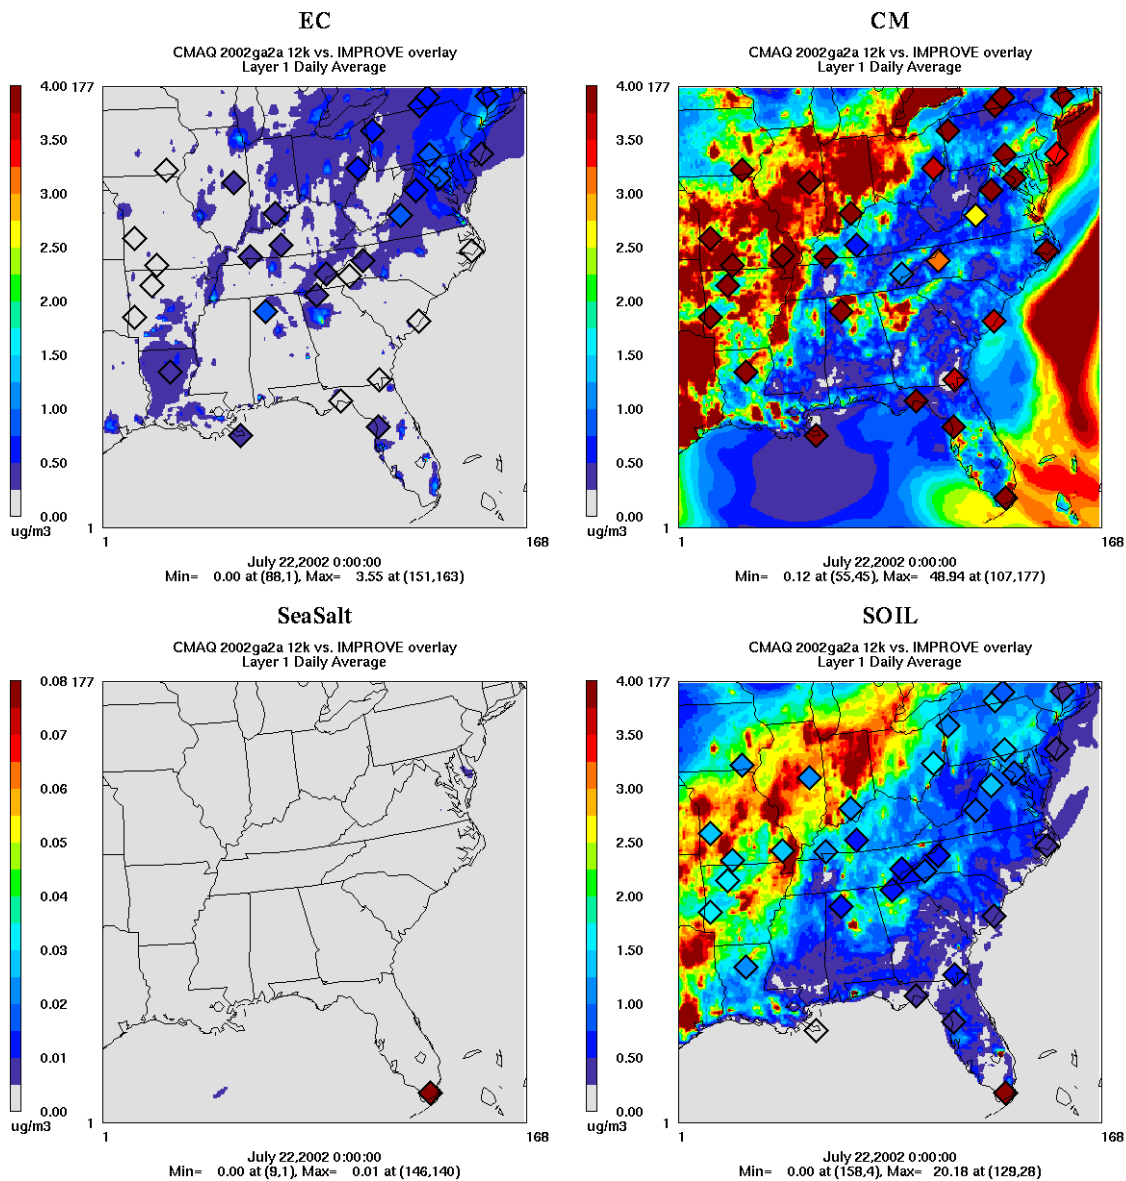 EC
CMAQ 2002ga2a 12k vs. IMPROVE overlay
Layer 1 Daily Average
4.00 177
3.50
3.00
2.50
2.00
1.50
1.00
0.50
0.00
ug/m3
1
1
168
July 22,2002 0:00:00
Min= 0.00 at (88,1), Max= 3.55 at (151,163)
CM
CMAQ 2002ga2a 12k vs. IMPROVE overlay
Layer 1 Daily Average
4.00 177
3.50
3.00
2.50
2.00
1.50
1.00
0.50
0.00
ug/m3
1
1
168
July 22,2002 0:00:00
Min= 0.12 at (55,45), Max= 48.94 at (107,177)
SeaSalt
CMAQ 2002ga2a 12k vs. IMPROVE overlay
Layer 1 Daily Average
0.08 177
0.07
0.06
0.05
0.04
0.03
0.02
0.01
0.00
ug/m3
1
1
168
July 22,2002 0:00:00
Min= 0.00 at (9,1), Max= 0.01 at (146,140)
SOIL
CMAQ 2002ga2a 12k vs. IMPROVE overlay
Layer 1 Daily Average
4.00 177
3.50
3.00
2.50
2.00
1.50
1.00
0.50
0.00
ug/m3
1
1
168
July 22,2002 0:00:00
Min= 0.00 at (158,4), Max= 20.18 at (129,28)